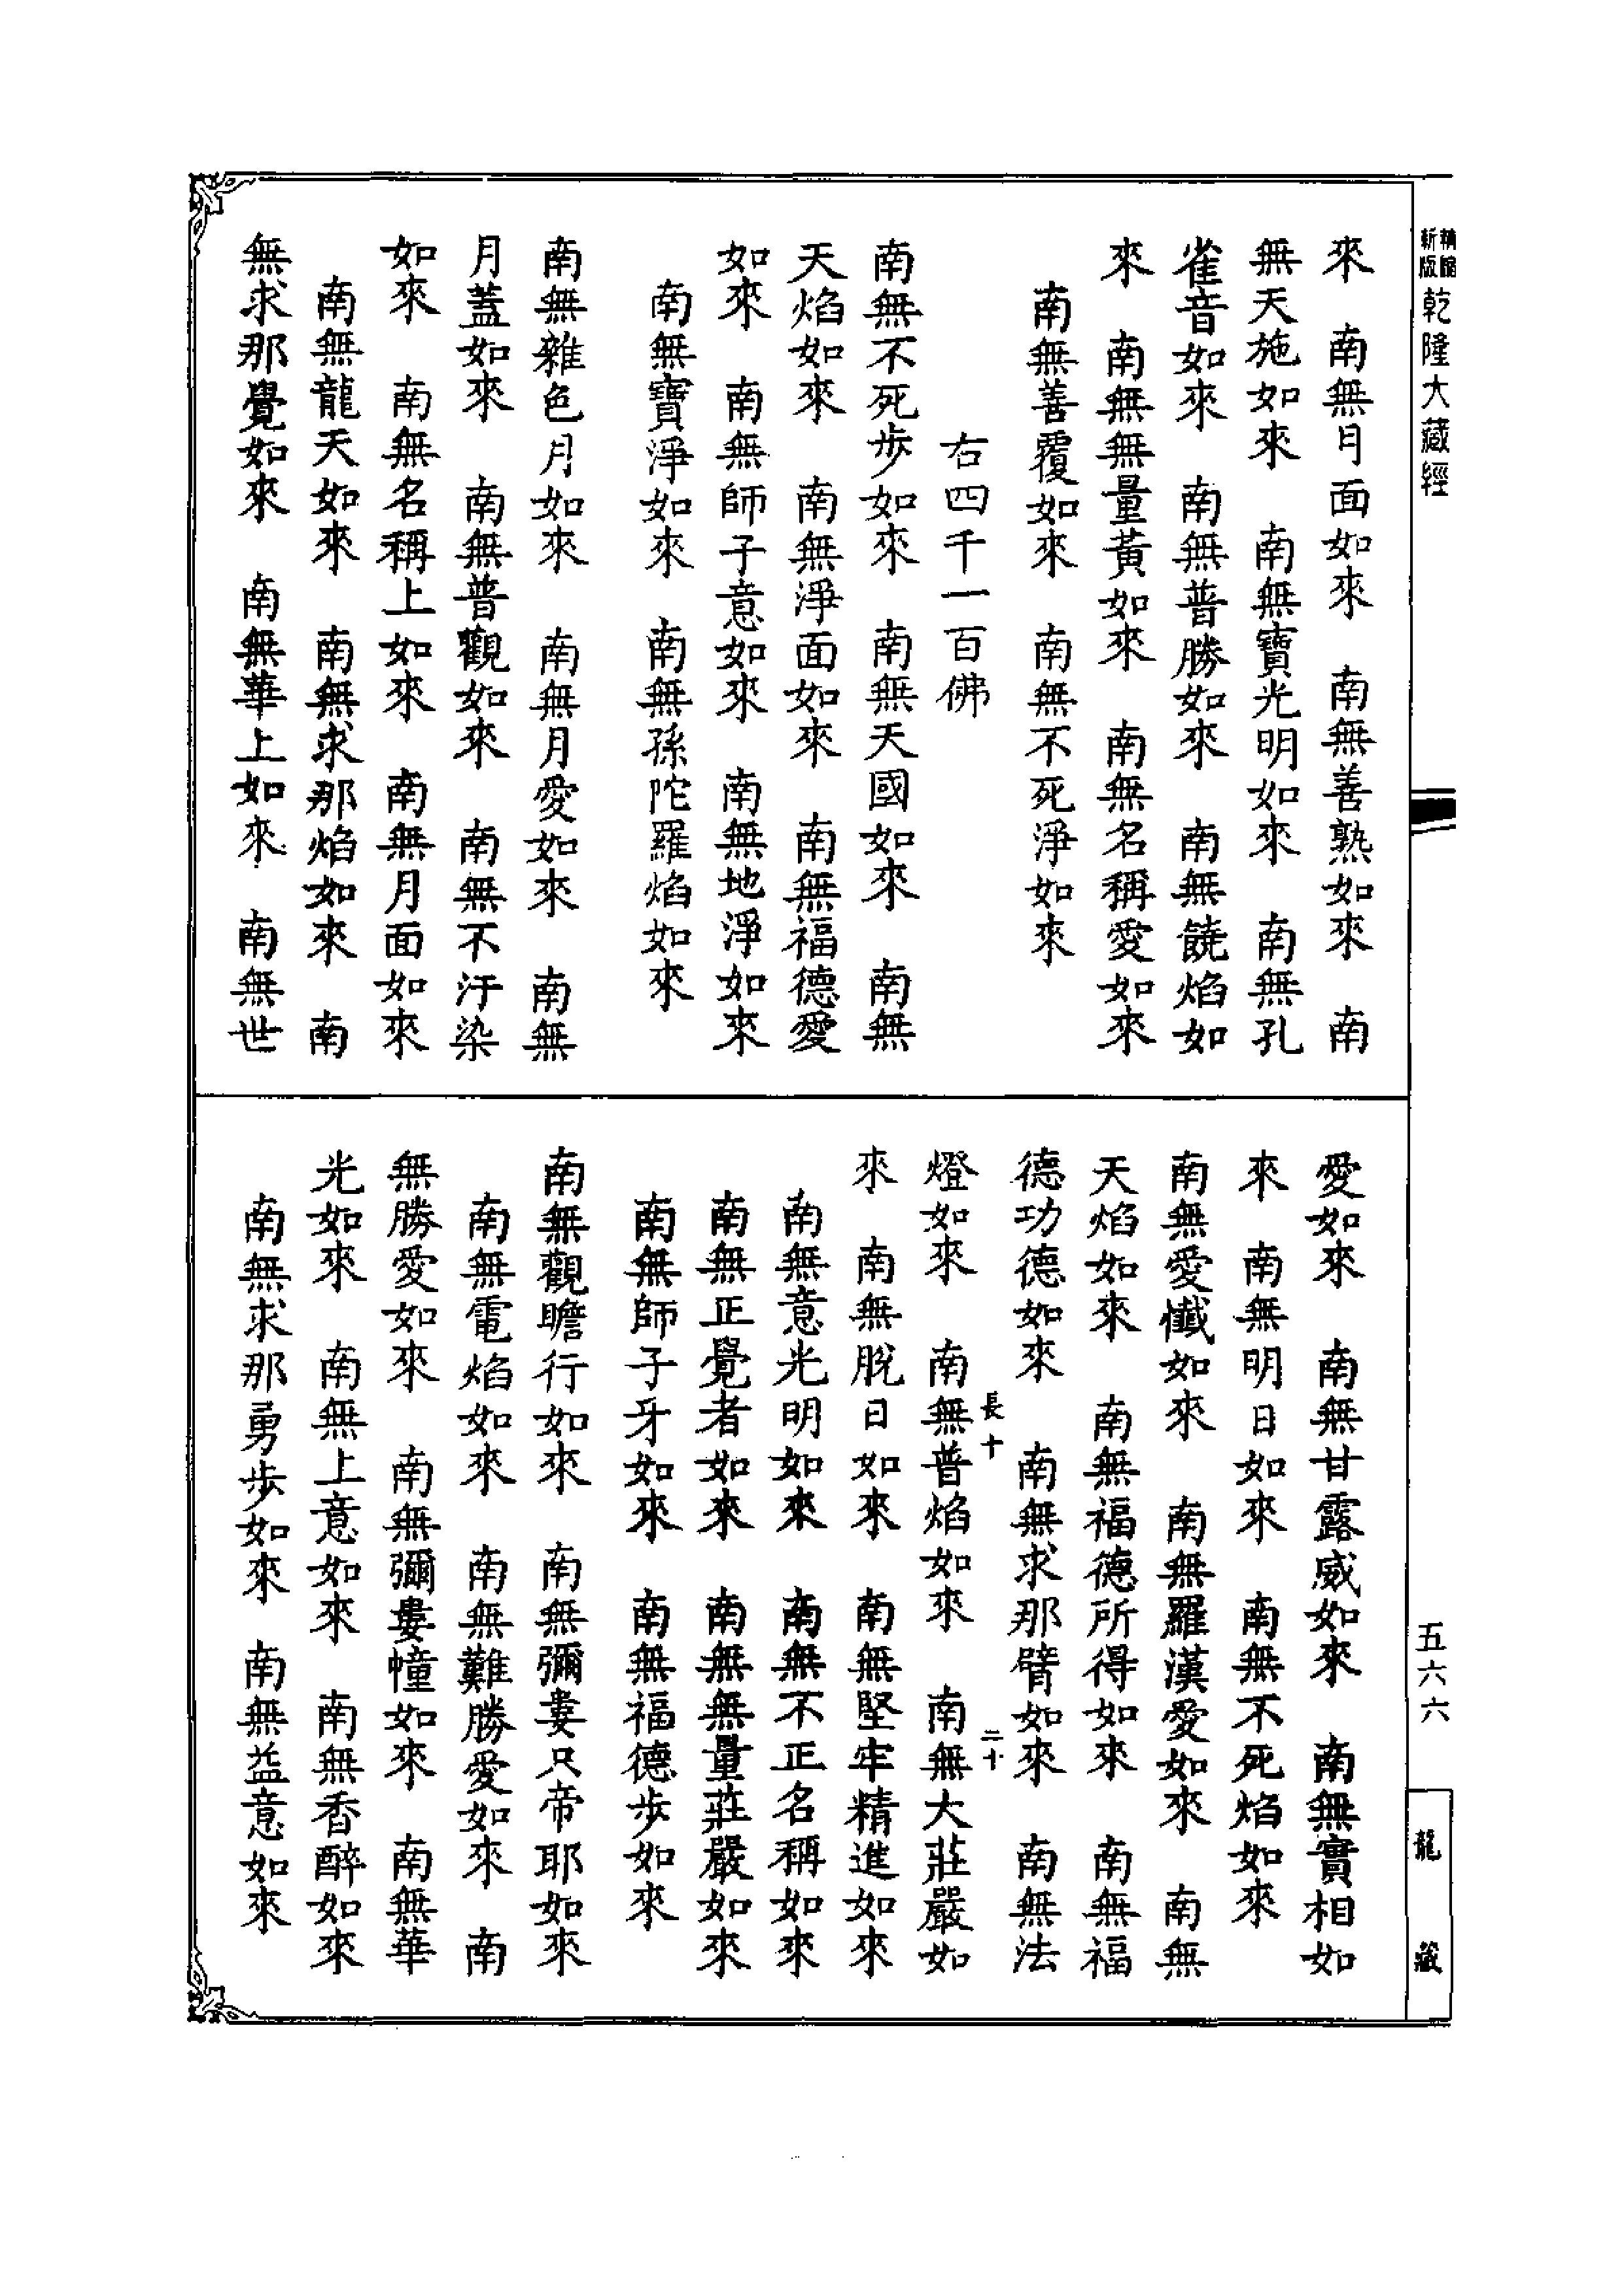 精縮新版乾隆大藏經
五六六
龍藏
來　南無日面如來　南無善熟如來　南
無天施如來　南無寶光明如來　南無孔
雀音如來　南無普勝如來　南無饒焰如
來　南無無量黃如來　南無名稱愛如來
南無善覆如來　南無不死淨如來
右四千一百佛
南無不死步如來　南無天國如來　南無
天焰如來　南無淨面如來　南無福德愛
如來　南無師子意如來　南無地淨如來
南無寶淨如來　南無孫陀羅焰如來
南無雜色月如來　南無月愛如來　南無
月蓋如來　南無普觀如來　南無不汙染
如來　南無名稱上如來　南無月面如來
南無龍天如來　南無求那焰如來　南
無求那覺如來　南無華上如來　南無世
愛如來　南無甘露威如來　南無實相如
來　南無明日如來　南無不死焰如來
南無愛懺如來　南無羅漢愛如來　南無
天焰如來　南無福德所得如來　南無福
德功德如來　南無求那臂如來　南無法
長十　二十
燈如來　南無普焰如來　南無大莊嚴如
來　南無脫日如來　南無堅牢精進如來
南無意光明如來　南無不正名稱如來
南無正覺者如來　南無無量莊嚴如來
南無師子牙如來　南無福德步如來
南無觀瞻行如來　南無彌婁只帝耶如來
南無電焰如來　南無難勝愛如來　南
無勝愛如來　南無彌婁幢如來　南無華
光如來　南無上意如來　南無香醉如來
南無求那勇步如來　南無益意如來